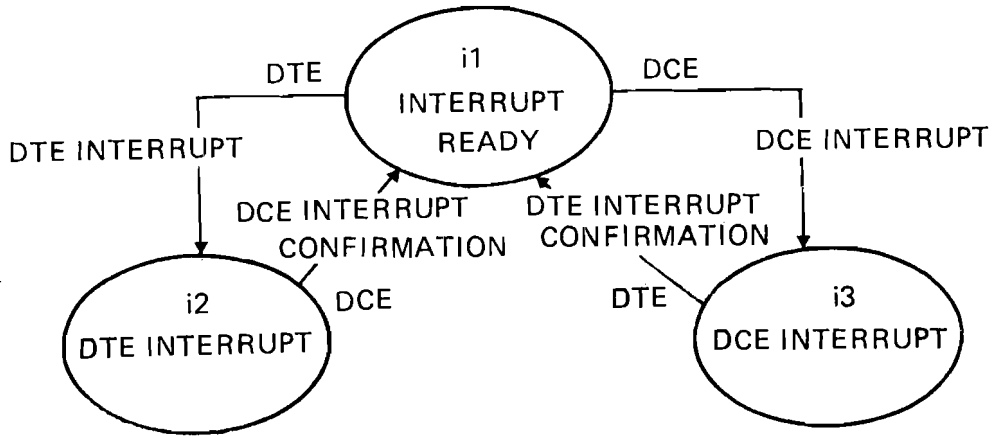 i1
INTERRUPT
READY
DTE
DCE
DTE INTERRUPT
DCE INTERRUPT
DCE INTERRUPT
CONFIRMATION
DTE INTERRUPT
CONFIRMATION
DCE
DTE
i2
DTE INTERRUPT
i3
DCE INTERRUPT